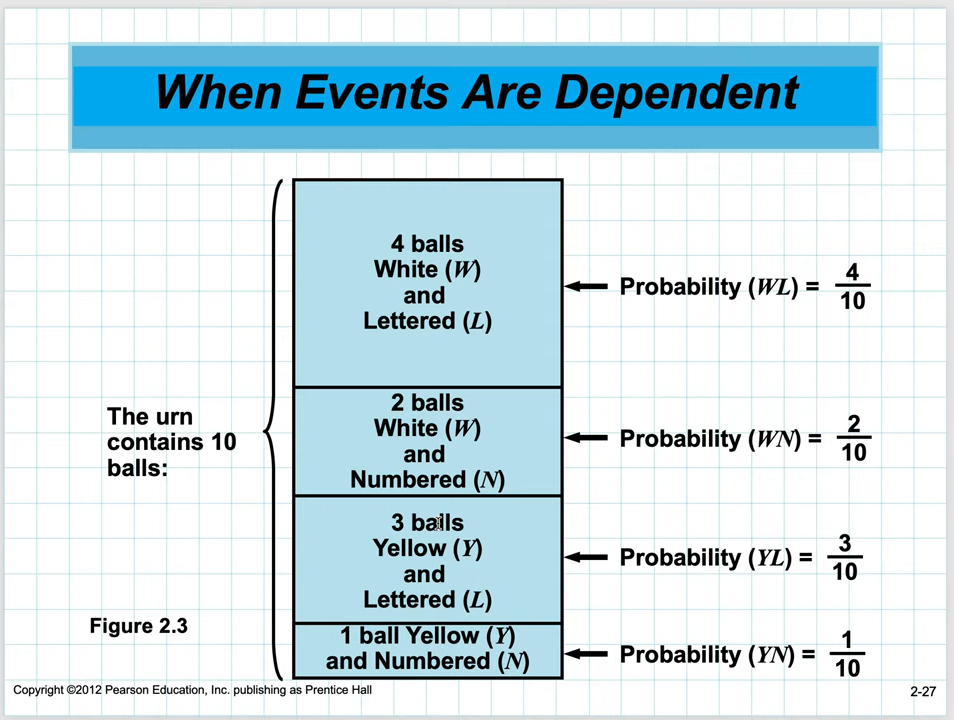 When Events Are Dependent
The urn
contains 10
balls:
4 balls
White (W)
and
Lettered (L)
Probability (WL) = 4/10
2 balls
White (W)
and
Numbered (N)
Probability (WN) = 2/10
3 balls
Yellow (Y)
and
Lettered (L)
Probability (YL) = 3/10
1 ball Yellow (Y)
and Numbered (N)
Probability (YN) = 1/10
Figure 2.3
Copyright ©2012 Pearson Education, Inc. publishing as Prentice Hall
2-27